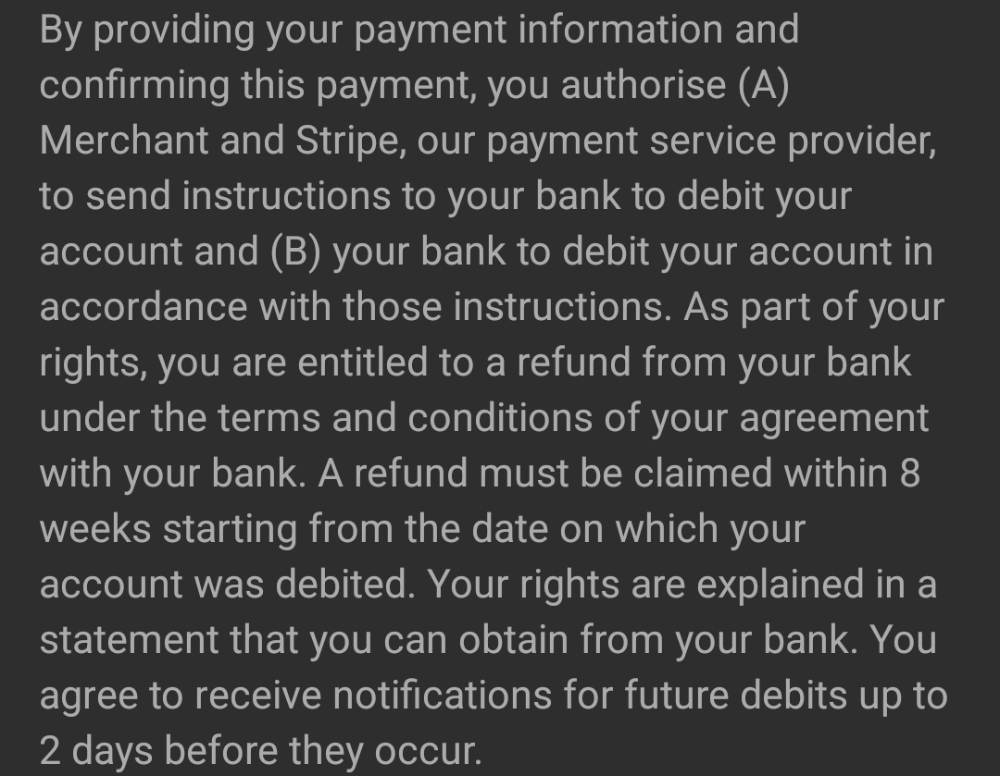 By providing your payment information and
confirming this payment, you authorise (A)
Merchant and Stripe, our payment service provider,
to send instructions to your bank to debit your
account and (B) your bank to debit your account in
accordance with those instructions. As part of your
rights, you are entitled to a refund from your bank
under the terms and conditions of your agreement
with your bank. A refund must be claimed within 8
weeks starting from the date on which your
account was debited. Your rights are explained in a
statement that you can obtain from your bank. You
agree to receive notifications for future debits up to
2 days before they occur.